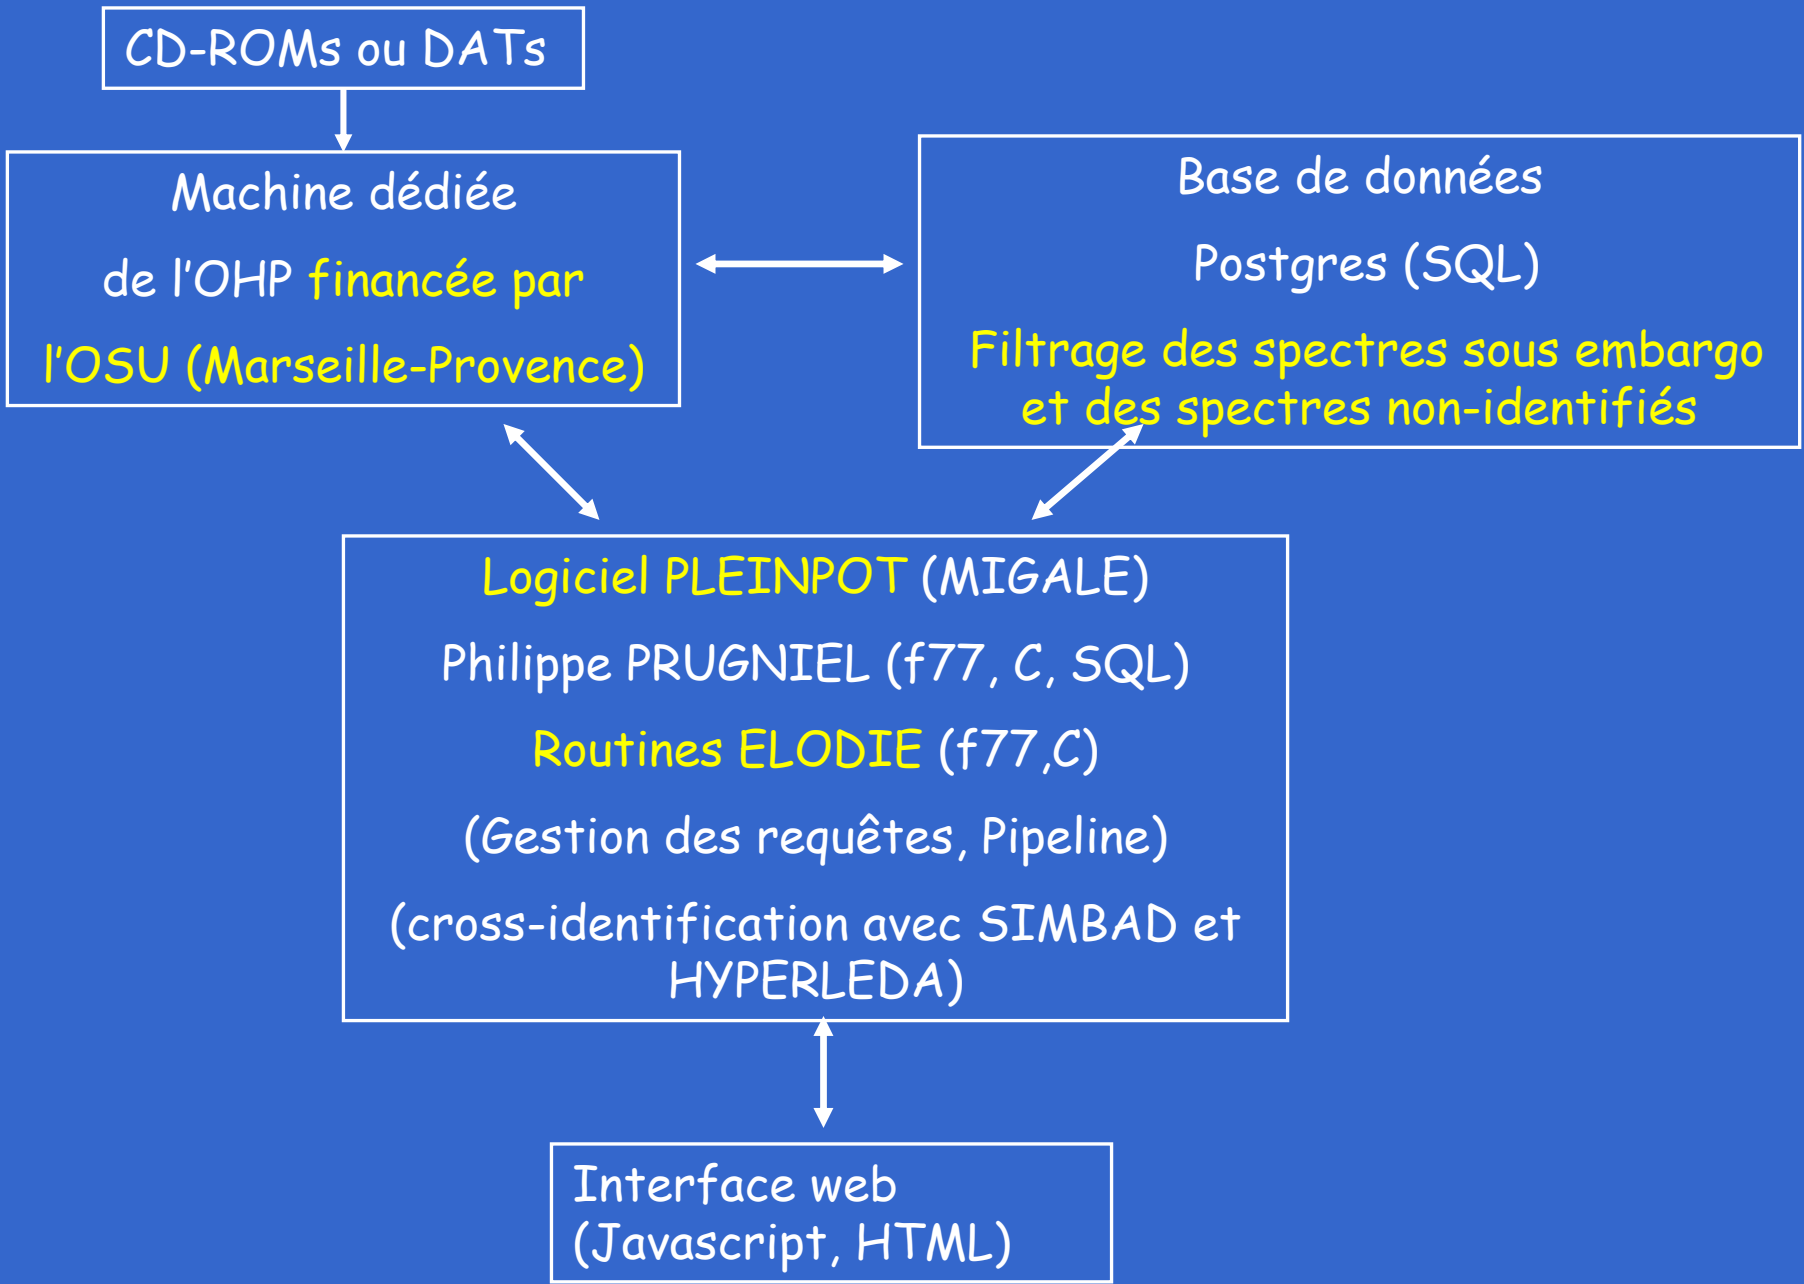 CD-ROMs ou DATs
Machine dédiée
de l'OHP financée par
l'OSU (Marseille-Provence)
Base de données
Postgres (SQL)
Filtrage des spectres sous embargo
et des spectres non-identifiés
Logiciel PLEINPOT (MIGALE)
Philippe PRUGNIEL (f77, C, SQL)
Routines ELODIE (f77,C)
(Gestion des requêtes, Pipeline)
(cross-identification avec SIMBAD et
HYPERLEDA)
Interface web
(Javascript, HTML)